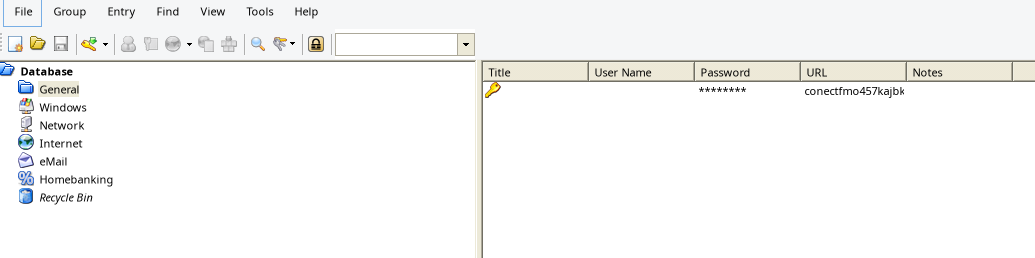 File Group Entry Find View Tools Help
Database
General
Windows
Network
Internet
eMail
Homebanking
Recycle Bin
Title User Name Password URL Notes
******** conectfmo457kajbk